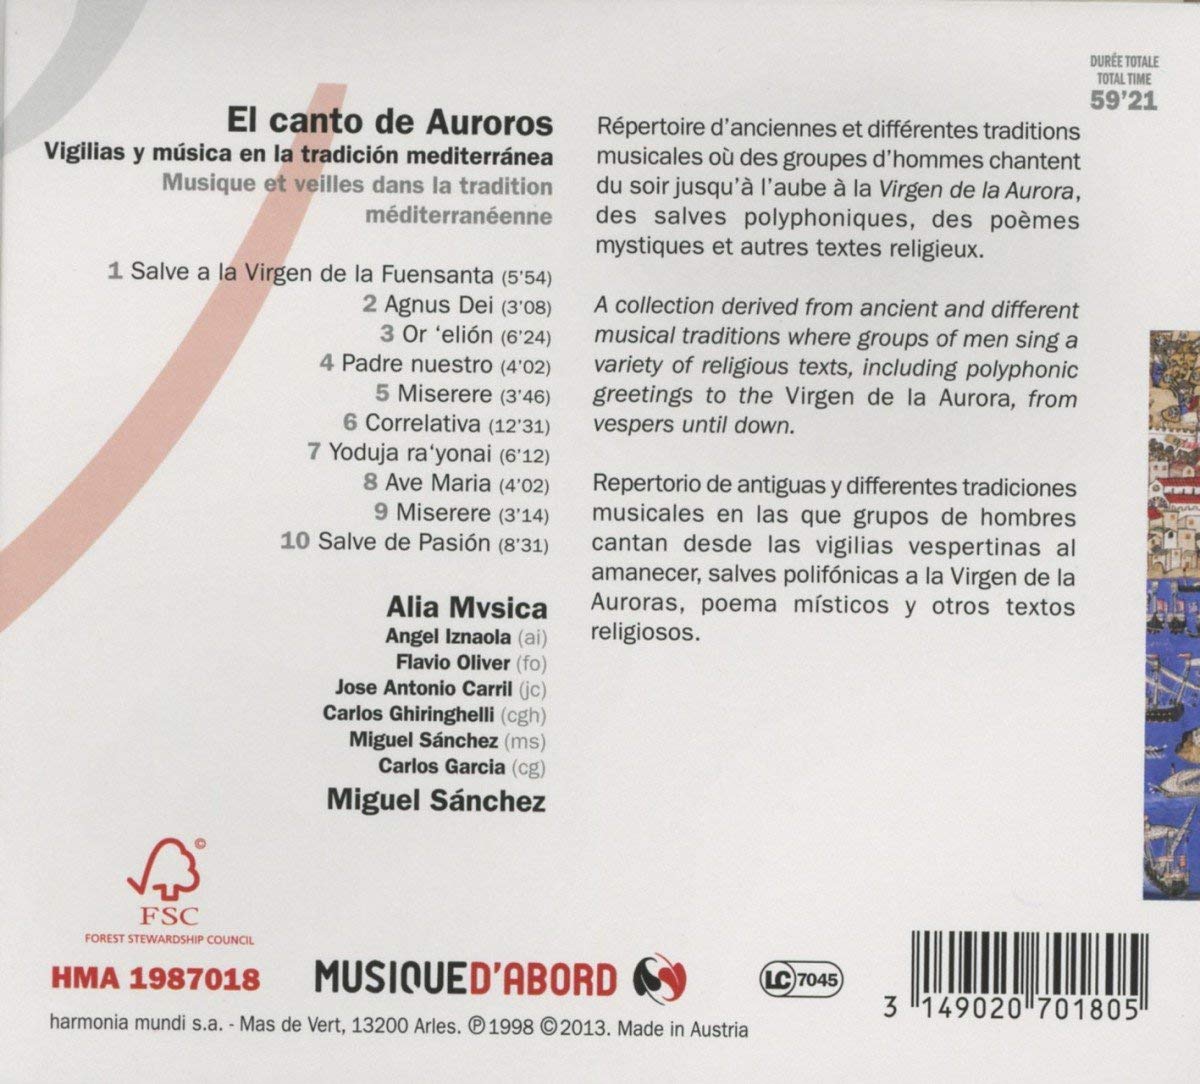 DURÉE TOTALE
TOTAL TIME
59'21
El canto de Auroros
Vigilias y música en la tradición mediterránea
Musique et veilles dans la tradition
méditerranéenne
1 Salve a la Virgen de la Fuensanta (5'54)
2 Agnus Dei (3'08)
3 Or ‘elión (6'24)
4 Padre nuestro (4'02)
5 Miserere (3'46)
6 Correlativa (12'31)
7 Yoduja ra‘yonai (6'12)
8 Ave Maria (4'02)
9 Miserere (3'14)
10 Salve de Pasión (8'31)
Alia Mvsica
Angel Iznaola (ai)
Flavio Oliver (fo)
Jose Antonio Carril (jc)
Carlos Ghiringhelli (cgh)
Miguel Sánchez (ms)
Carlos Garcia (cg)
Miguel Sánchez
Répertoire d'anciennes et différentes traditions
musicales où des groupes d'hommes chantent
du soir jusqu'à l'aube à la Virgen de la Aurora,
des salves polyphoniques, des poèmes
mystiques et autres textes religieux.
A collection derived from ancient and different
musical traditions where groups of men sing a
variety of religious texts, including polyphonic
greetings to the Virgen de la Aurora, from
vespers until down.
Repertorio de antiguas y differentes tradiciones
musicales en las que grupos de hombres
cantan desde las vigilias vespertinas al
amanecer, salves polifónicas a la Virgen de la
Auroras, poema místicos y otros textos
religiosos.
©
FSC
FOREST STEWARDSHIP COUNCIL
HMA 1987018
MUSIQUED'ABORD
LC 7045
3 149020 701805
harmonia mundi s.a. - Mas de Vert, 13200 Arles. ℗1998 ©2013. Made in Austria